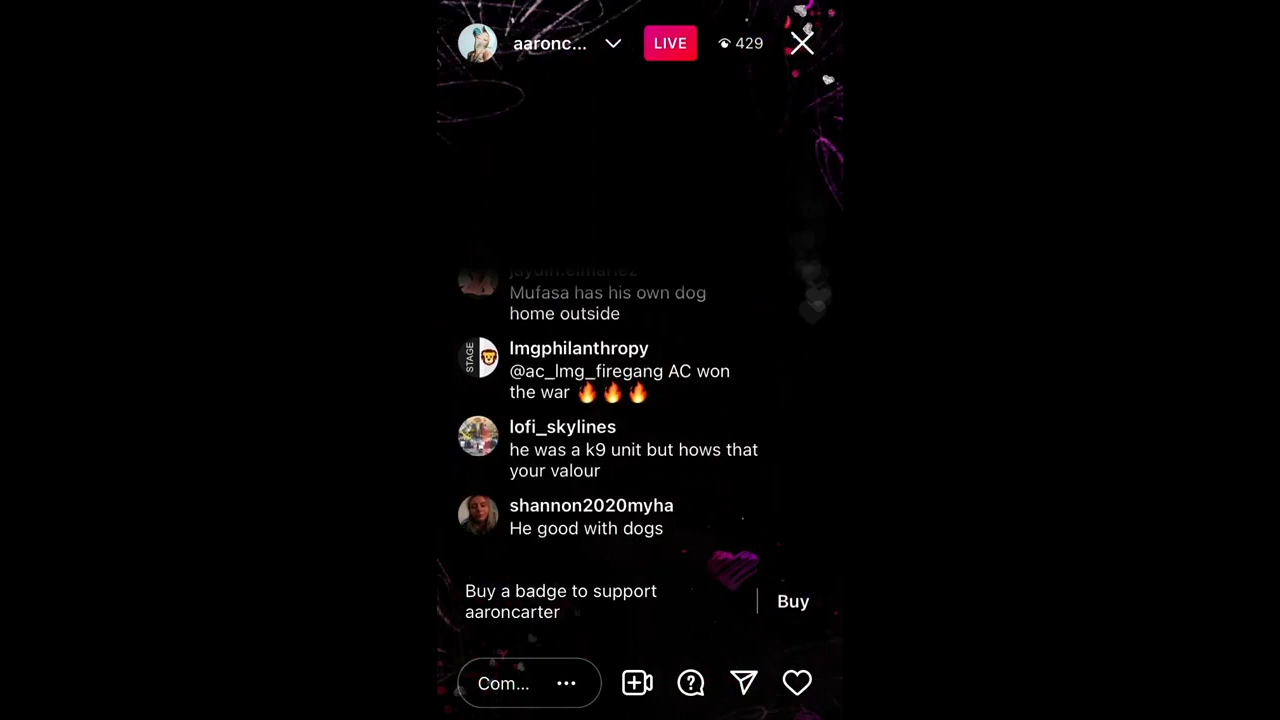 aaronc...
LIVE
429
Mufasa has his own dog
home outside
lmgphilanthropy
STAGE
@ac_lmg_firegang AC won
the war 🔥🔥🔥
lofi_skylines
he was a k9 unit but hows that
your valour
shannon2020myha
He good with dogs
Buy a badge to support
aaroncarter
Buy
Com...